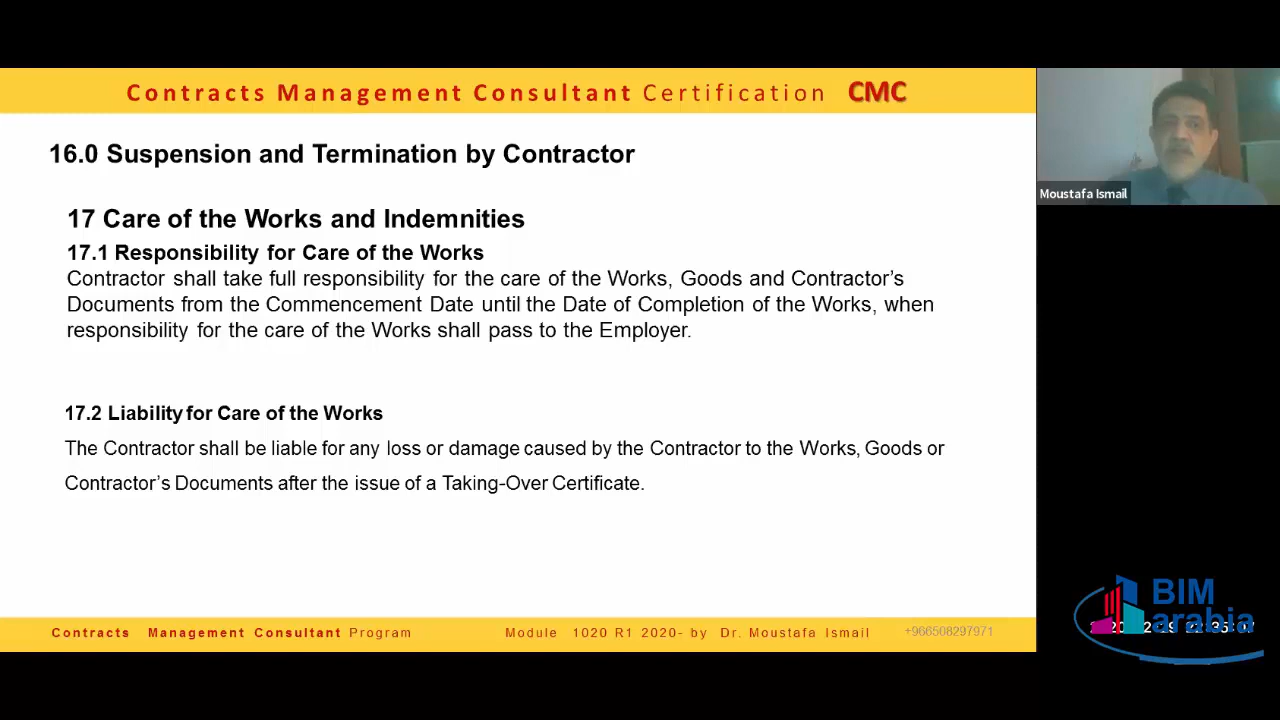 Contracts Management Consultant Certification CMC
16.0 Suspension and Termination by Contractor
17 Care of the Works and Indemnities
17.1 Responsibility for Care of the Works
Contractor shall take full responsibility for the care of the Works, Goods and Contractor's
Documents from the Commencement Date until the Date of Completion of the Works, when
responsibility for the care of the Works shall pass to the Employer.
17.2 Liability for Care of the Works
The Contractor shall be liable for any loss or damage caused by the Contractor to the Works, Goods or
Contractor's Documents after the issue of a Taking-Over Certificate.
Contracts Management Consultant Program
Module 1020 R1 2020- by Dr. Moustafa Ismail
+966508297971
Moustafa Ismail
BIM
arabia